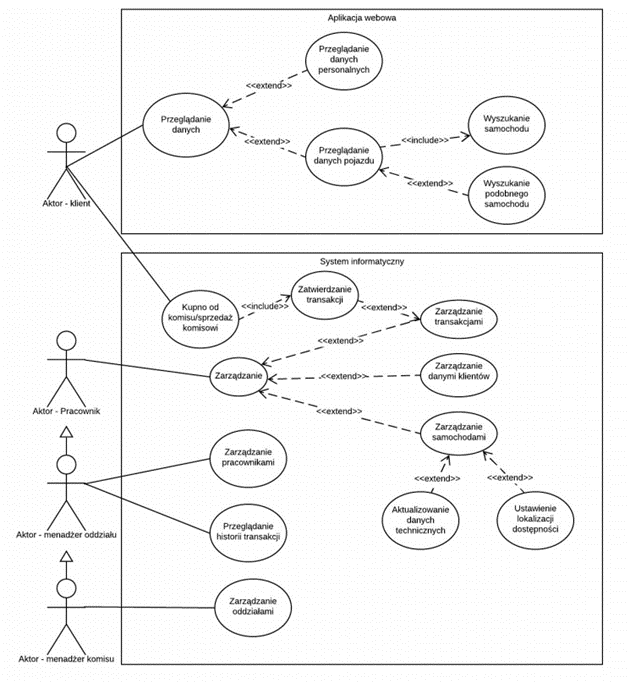 Aplikacja webowa
Przeglądanie
danych
personalnych
<<extend>>
Przeglądanie
danych
<<extend>>
Przeglądanie
danych pojazdu
<<include>>
Wyszukanie
samochodu
<<extend>>
Wyszukanie
podobnego
samochodu
Aktor - klient
System informatyczny
Kupno od
komisu/sprzedaż
komisowi
<<include>>
Zatwierdzanie
transakcji
<<extend>>
Zarządzanie
transakcjami
<<extend>>
Zarządzanie
<<extend>>
Zarządzanie
danymi klientów
<<extend>>
Zarządzanie
samochodami
Aktor - Pracownik
Zarządzanie
pracownikami
<<extend>>
<<extend>>
Aktualizowanie
danych
technicznych
Ustawienie
lokalizacji
dostępności
Przeglądanie
historii transakcji
Aktor - menadżer oddziału
Zarządzanie
oddziałami
Aktor - menadżer komisu